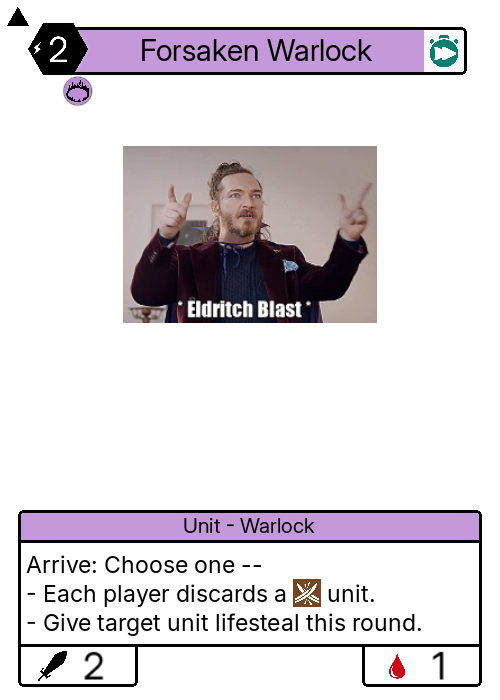 2 Forsaken Warlock
* Eldritch Blast *
Unit - Warlock
Arrive: Choose one --
- Each player discards a unit.
- Give target unit lifesteal this round.
2 1